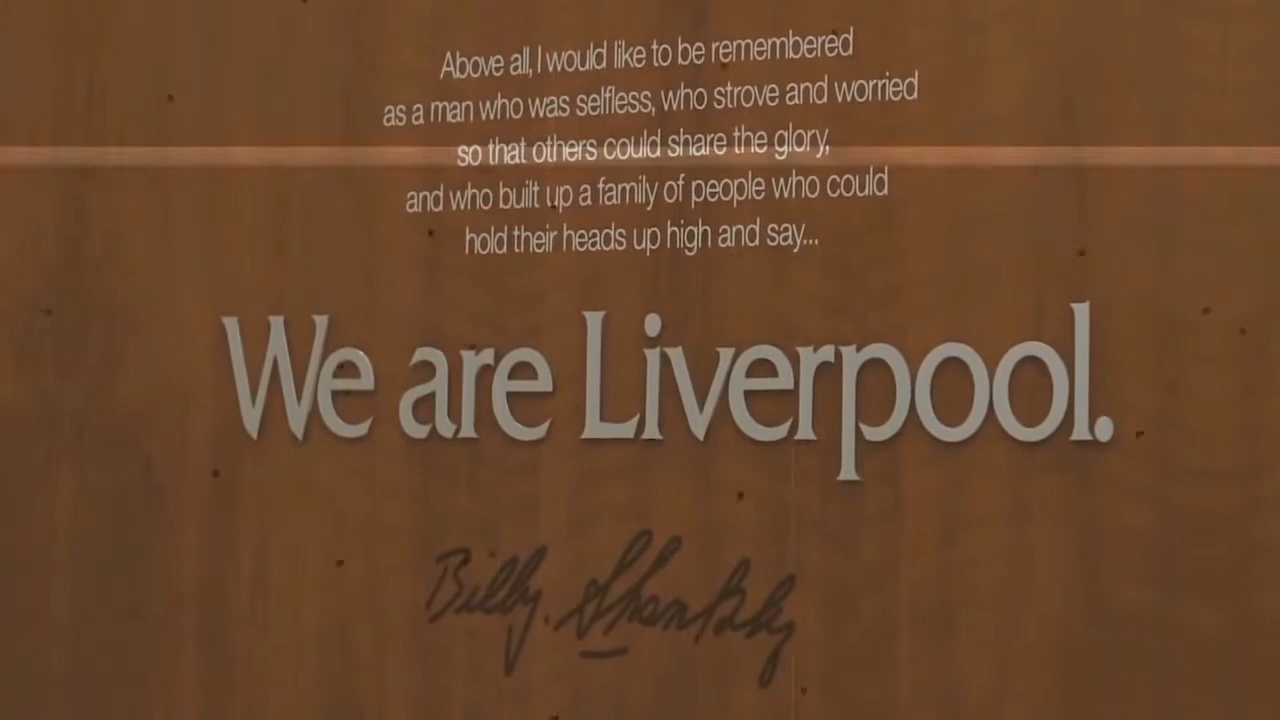 Above all, I would like to be remembered
as a man who was selfless, who strove and worried
so that others could share the glory,
and who built up a family of people who could
hold their heads up high and say...
We are Liverpool.
Billy. Shankly